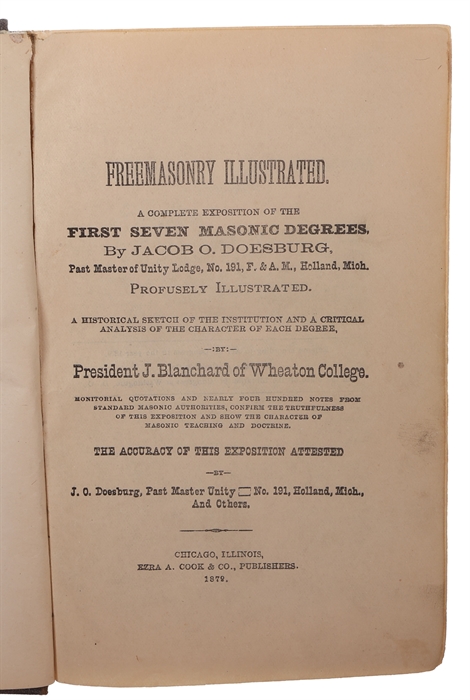 FREEMASONRY ILLUSTRATED.
A COMPLETE EXPOSITION OF THE
FIRST SEVEN MASONIC DEGREES,
By JACOB O. DOESBURG,
Past Master of Unity Lodge, No. 191, F. & A. M., Holland, Mich.
PROFUSELY ILLUSTRATED.
A HISTORICAL SKETCH OF THE INSTITUTION AND A CRITICAL
ANALYSIS OF THE CHARACTER OF EACH DEGREE,
—:BY:—
President J. Blanchard of Wheaton College.
MONITORIAL QUOTATIONS AND NEARLY FOUR HUNDRED NOTES FROM
STANDARD MASONIC AUTHORITIES, CONFIRM THE TRUTHFULNESS
OF THIS EXPOSITION AND SHOW THE CHARACTER OF
MASONIC TEACHING AND DOCTRINE.
THE ACCURACY OF THIS EXPOSITION ATTESTED
—BY—
J. O. Doesburg, Past Master Unity ▭ No. 191, Holland, Mich.,
And Others.
CHICAGO, ILLINOIS,
EZRA A. COOK & CO., PUBLISHERS.
1879.